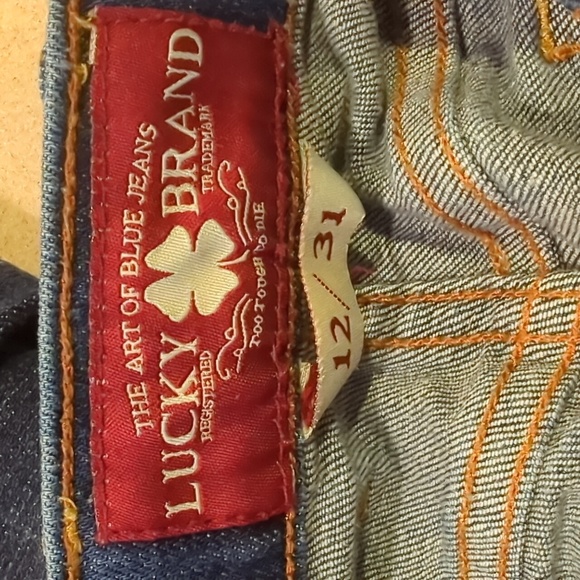 THE ART OF BLUE JEANS
LUCKY BRAND
REGISTERED TRADEMARK
TOO TOUGH TO DIE
12/31